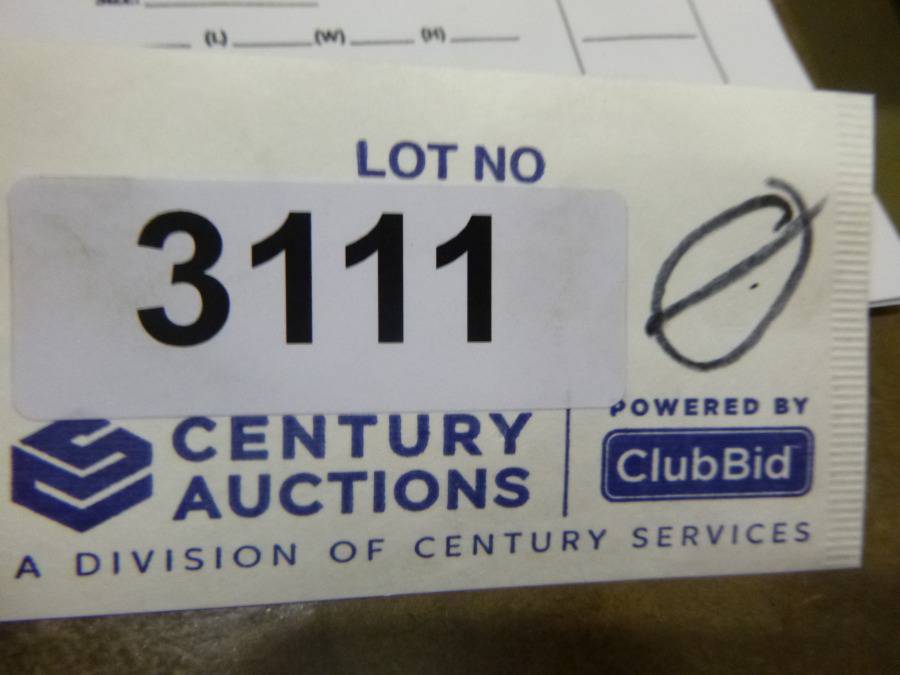 (L) (W) (H)
LOT NO
3111
Ø
CENTURY
AUCTIONS
POWERED BY
ClubBid
A DIVISION OF CENTURY SERVICES